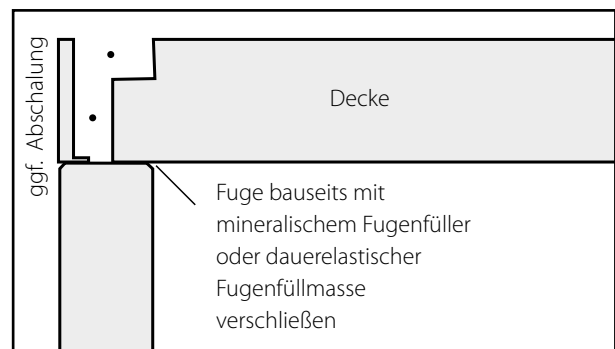 ggf. Abschalung
Decke
Fuge bauseits mit
mineralischem Fugenfüller
oder dauerelastischer
Fugenfüllmasse
verschließen